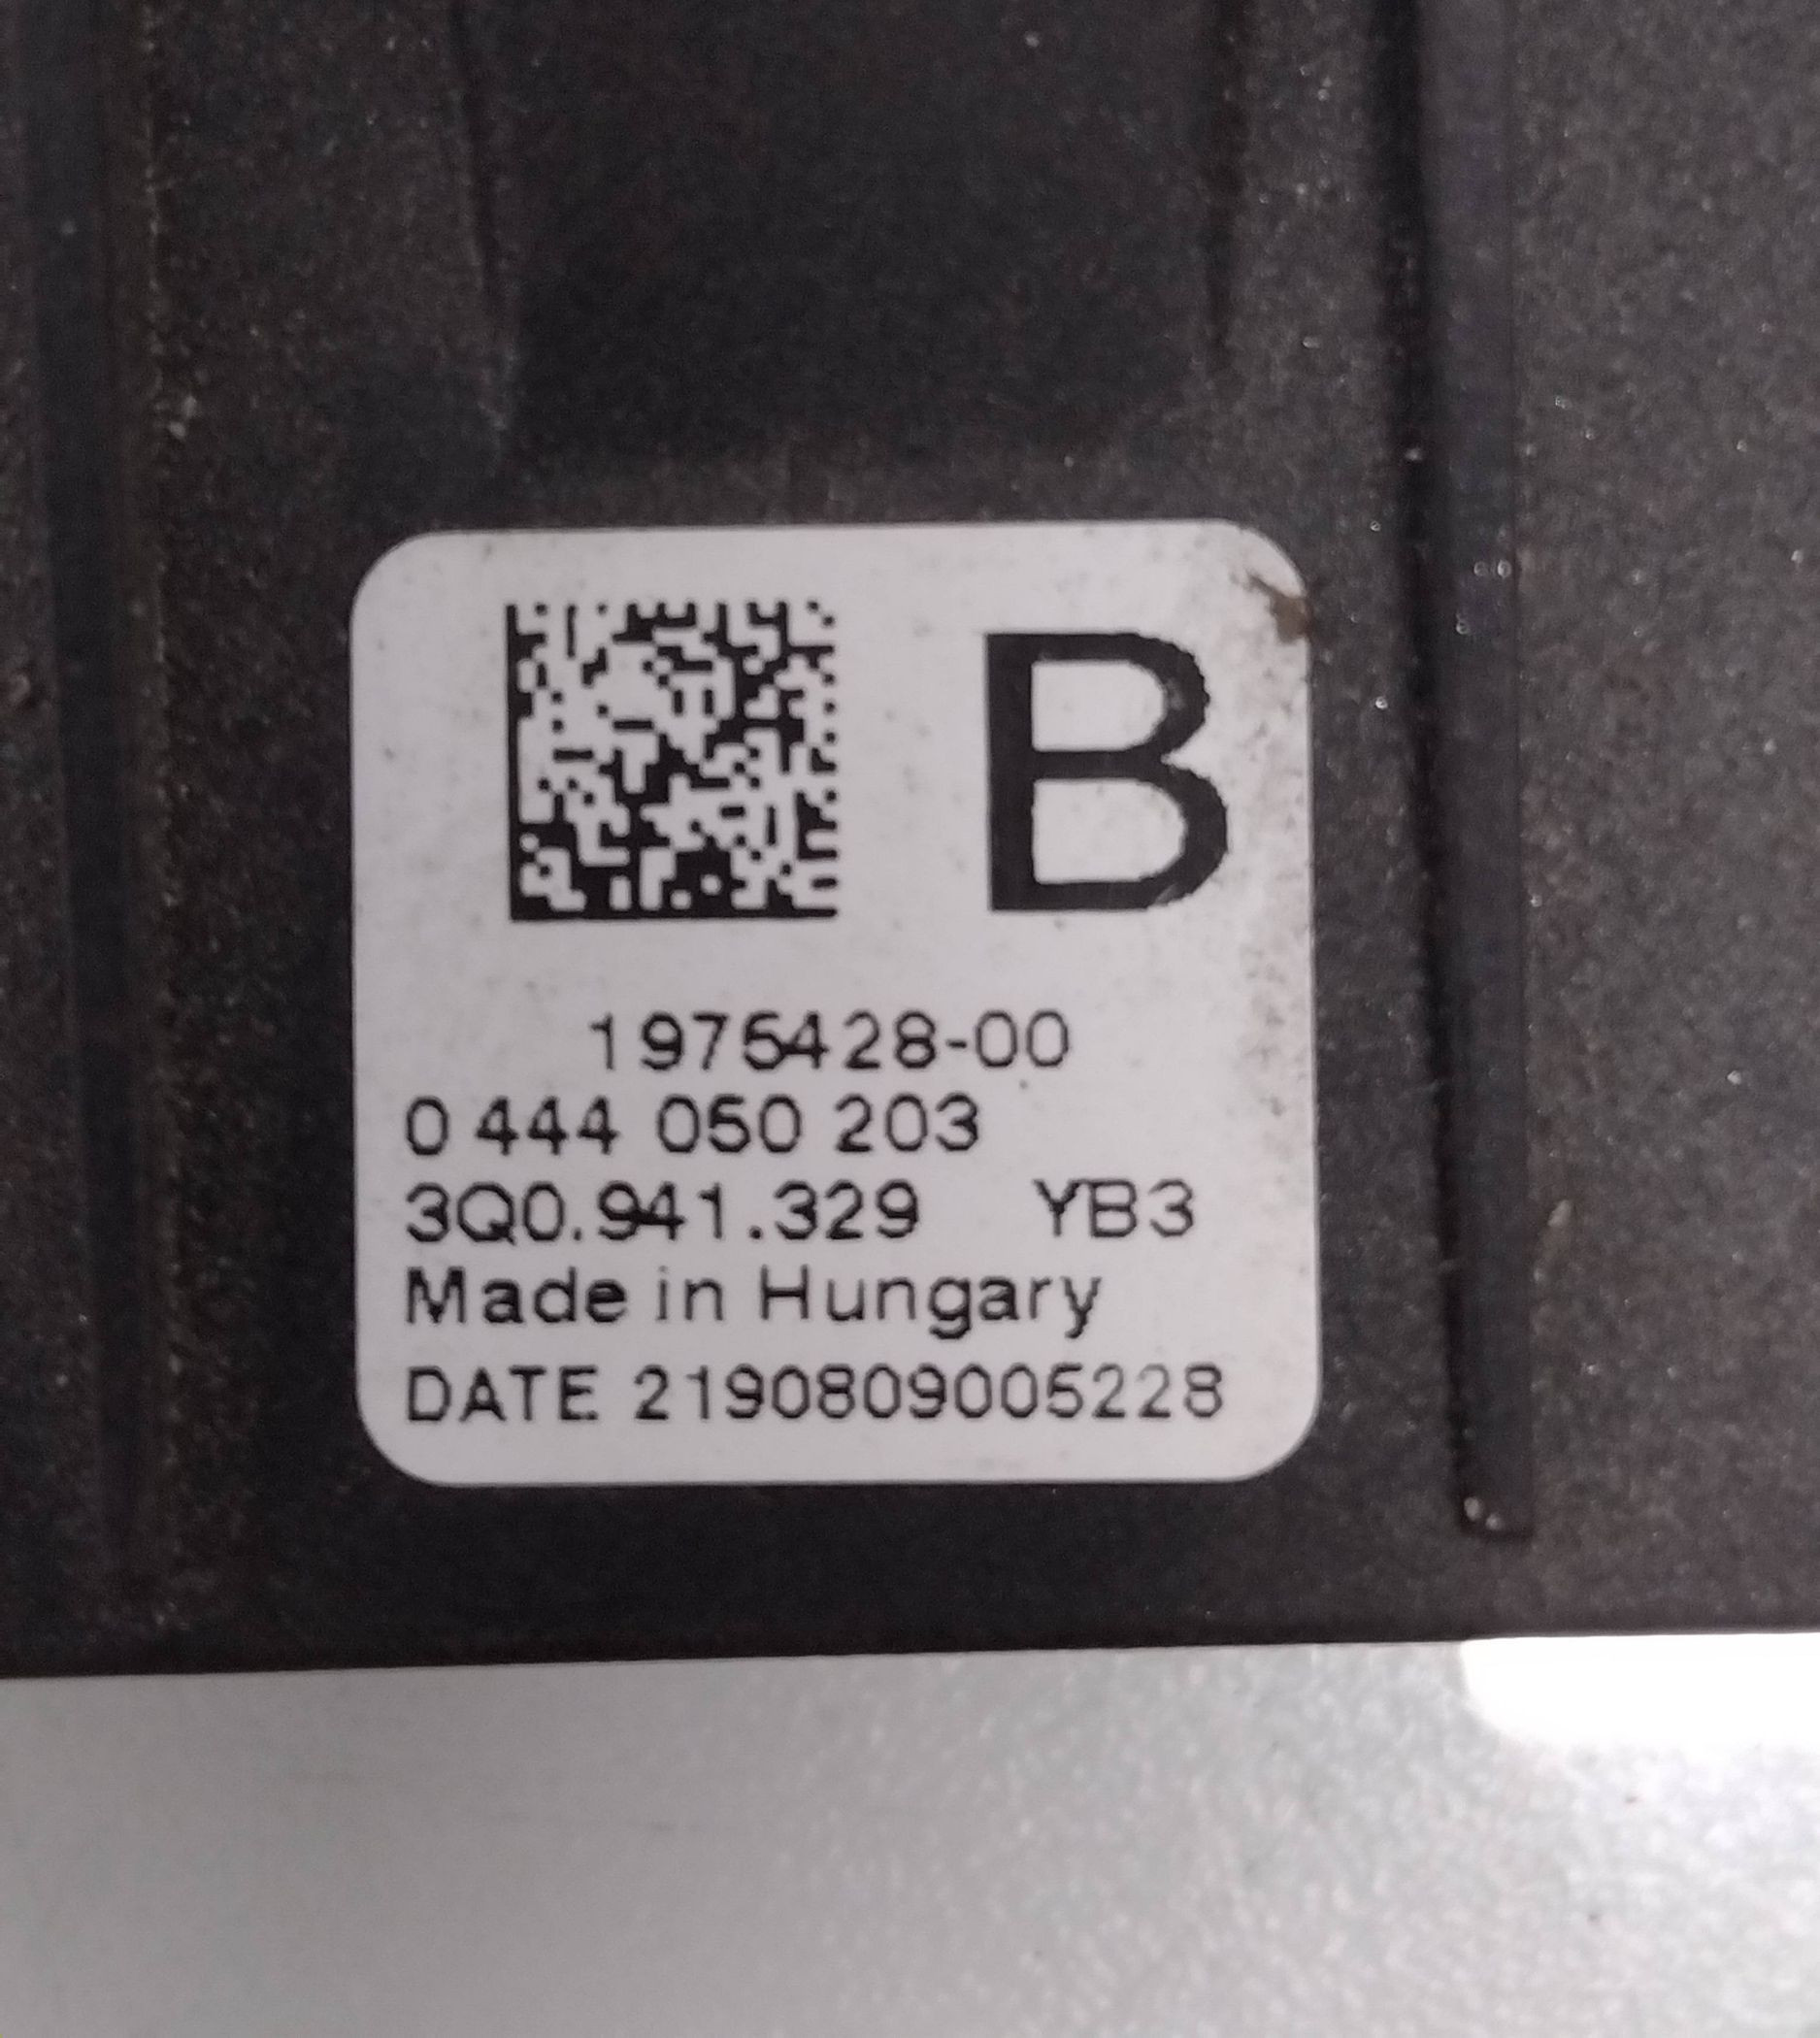 B
1975428-00
0 444 050 203
3Q0.941.329 YB3
Made in Hungary
DATE 2190809005228